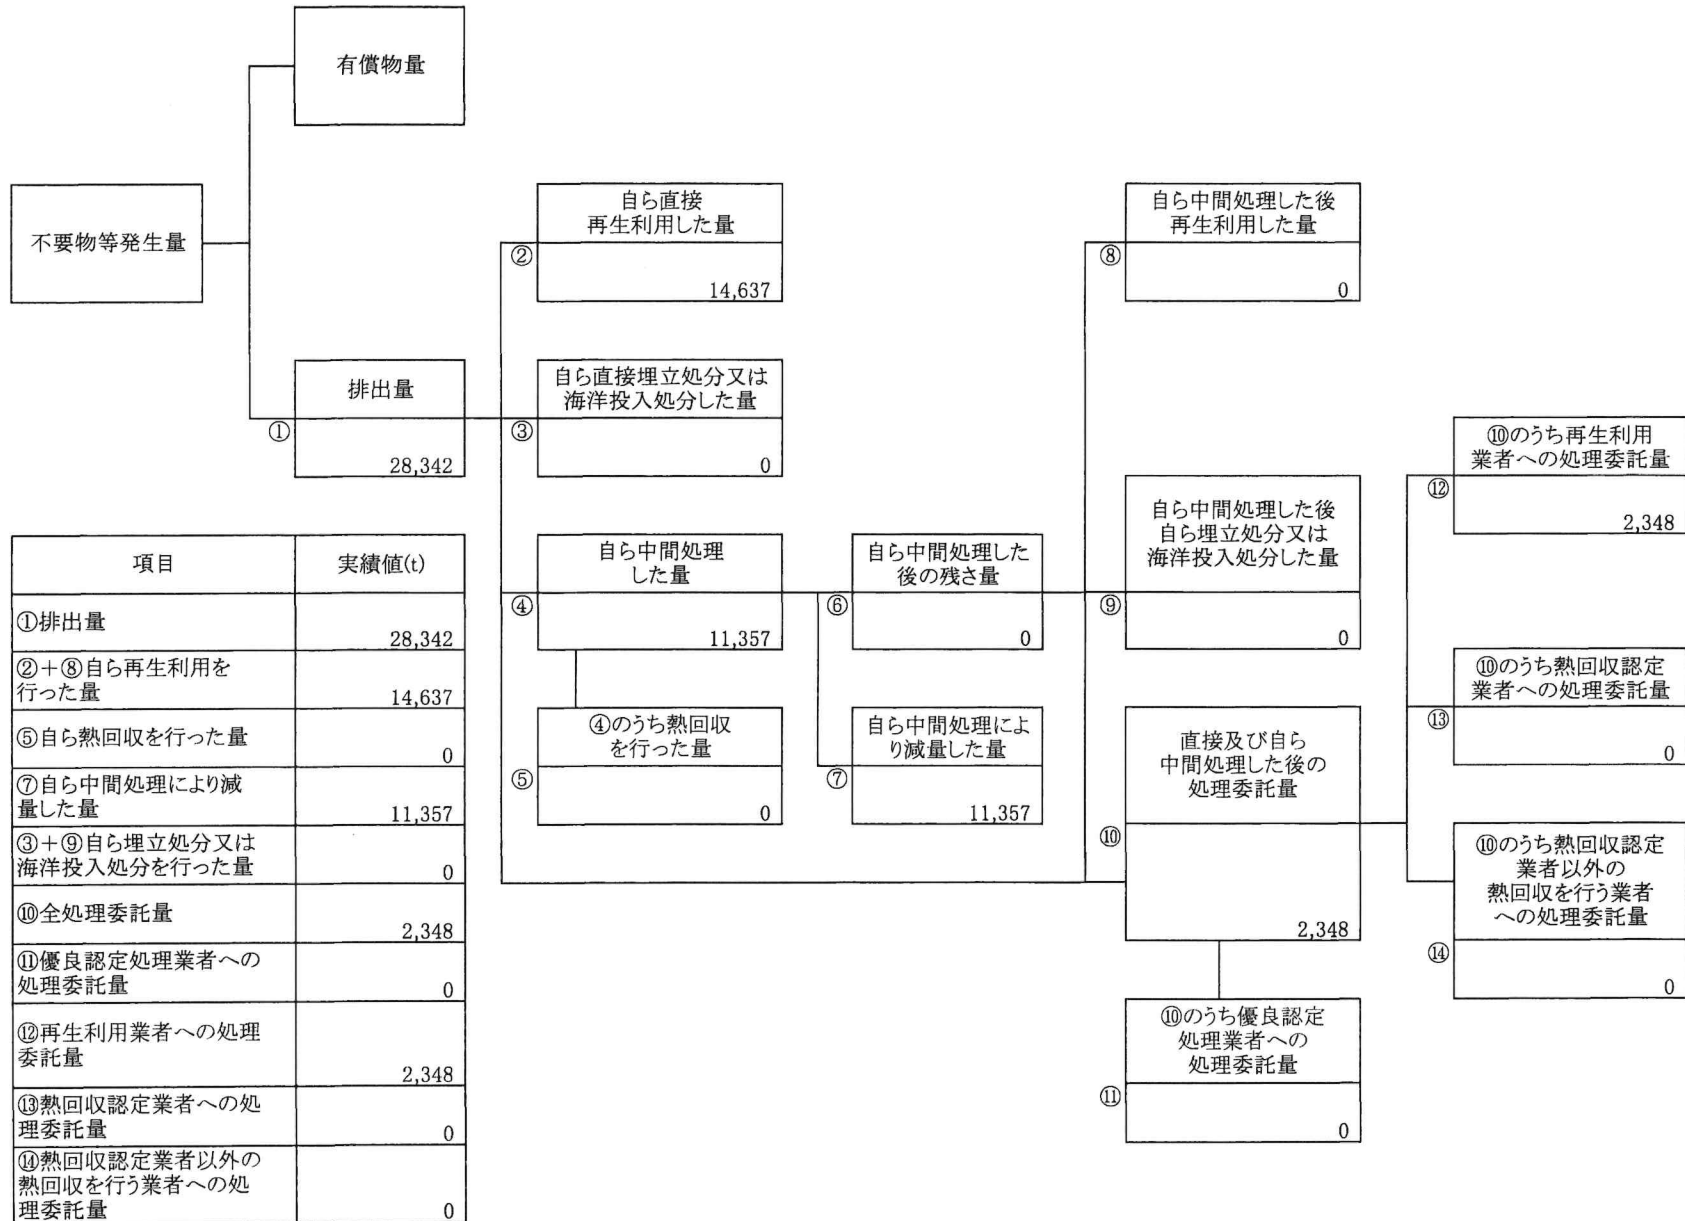 有償物量
不要物等発生量
自ら直接
再生利用した量
②
14,637
自ら中間処理した後
再生利用した量
⑧
0
排出量
①
28,342
自ら直接埋立処分又は
海洋投入処分した量
③
0
自ら中間処理
した量
④
11,357
自ら中間処理した
後の残さ量
⑥
0
自ら中間処理した後
自ら埋立処分又は
海洋投入処分した量
⑨
0
⑩のうち再生利用
業者への処理委託量
⑫
2,348
④のうち熱回収
を行った量
⑤
0
自ら中間処理によ
り減量した量
⑦
11,357
直接及び自ら
中間処理した後の
処理委託量
⑩
2,348
⑩のうち熱回収認定
業者への処理委託量
⑬
0
⑩のうち熱回収認定
業者以外の
熱回収を行う業者
への処理委託量
⑭
0
⑩のうち優良認定
処理業者への
処理委託量
⑪
0
項目 実績値(t)
①排出量
28,342
②+⑧自ら再生利用を
行った量 14,637
⑤自ら熱回収を行った量
0
⑦自ら中間処理により減
量した量 11,357
③+⑨自ら埋立処分又は
海洋投入処分を行った量 0
⑩全処理委託量
2,348
⑪優良認定処理業者への
処理委託量 0
⑫再生利用業者への処理
委託量
2,348
⑬熱回収認定業者への処
理委託量 0
⑭熱回収認定業者以外の
熱回収を行う業者への処
理委託量 0